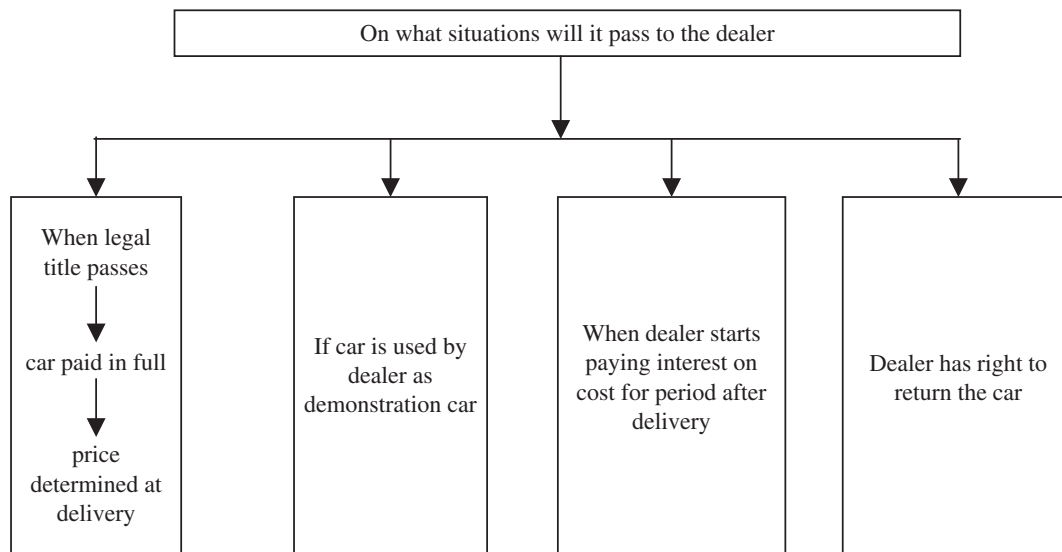 On what situations will it pass to the dealer
When legal
title passes
car paid in full
price
determined at
delivery
If car is used by
dealer as
demonstration car
When dealer starts
paying interest on
cost for period after
delivery
Dealer has right to
return the car